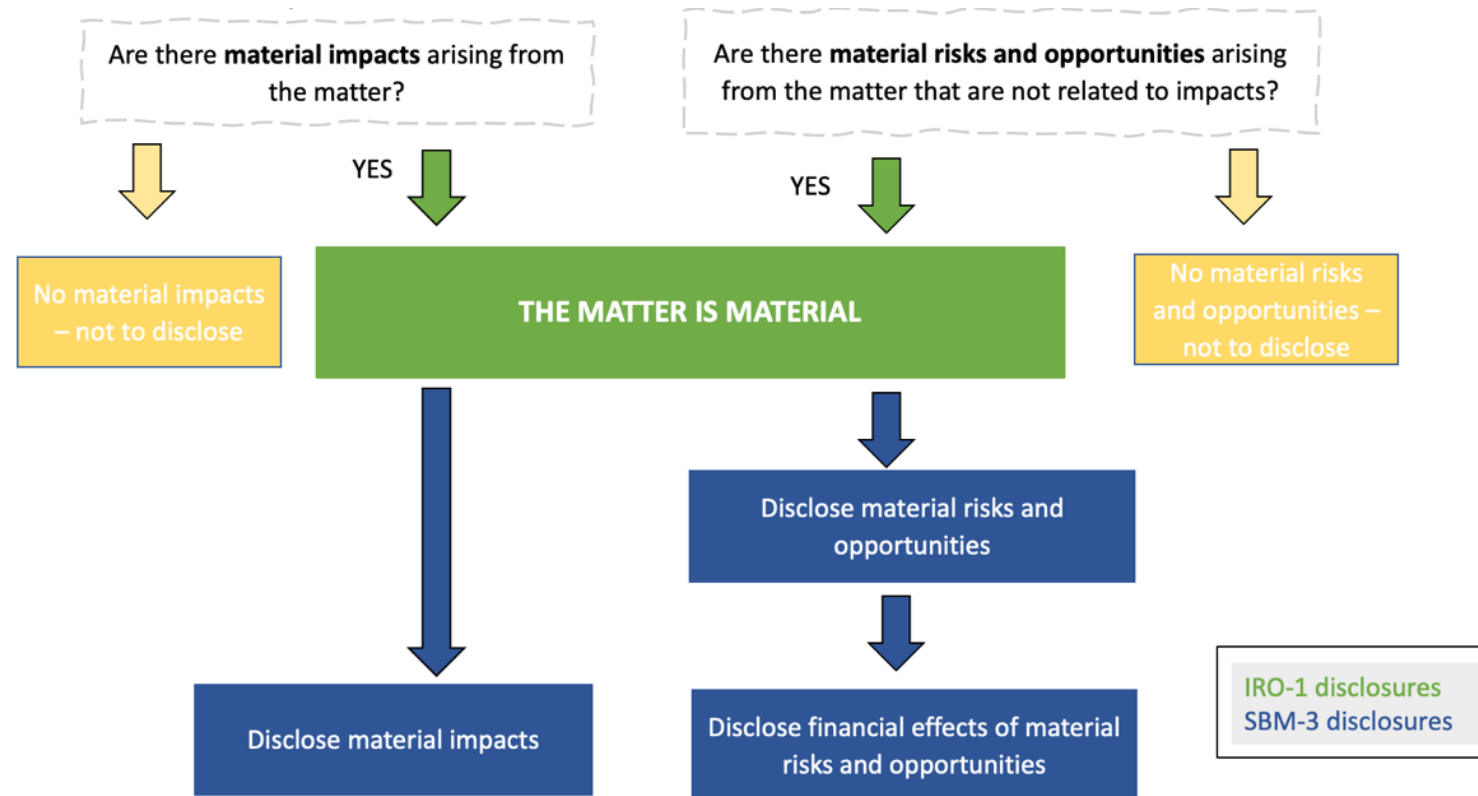 Are there material impacts arising from
the matter?
Are there material risks and opportunities arising
from the matter that are not related to impacts?
YES
YES
No material impacts
– not to disclose
THE MATTER IS MATERIAL
No material risks
and opportunities –
not to disclose
Disclose material risks and
opportunities
Disclose material impacts
Disclose financial effects of material
risks and opportunities
IRO-1 disclosures
SBM-3 disclosures